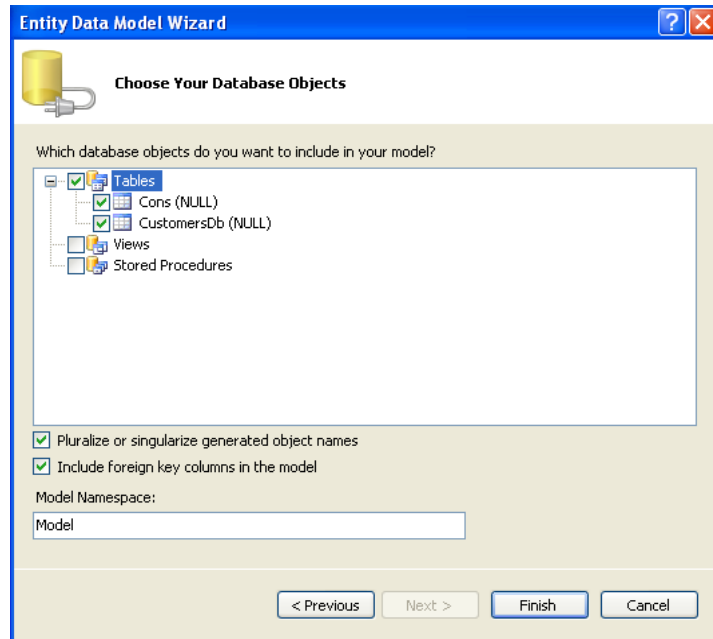 Entity Data Model Wizard
Choose Your Database Objects
Which database objects do you want to include in your model?
Tables
Cons (NULL)
CustomersDb (NULL)
Views
Stored Procedures
Pluralize or singularize generated object names
Include foreign key columns in the model
Model Namespace:
Model
< Previous Next > Finish Cancel